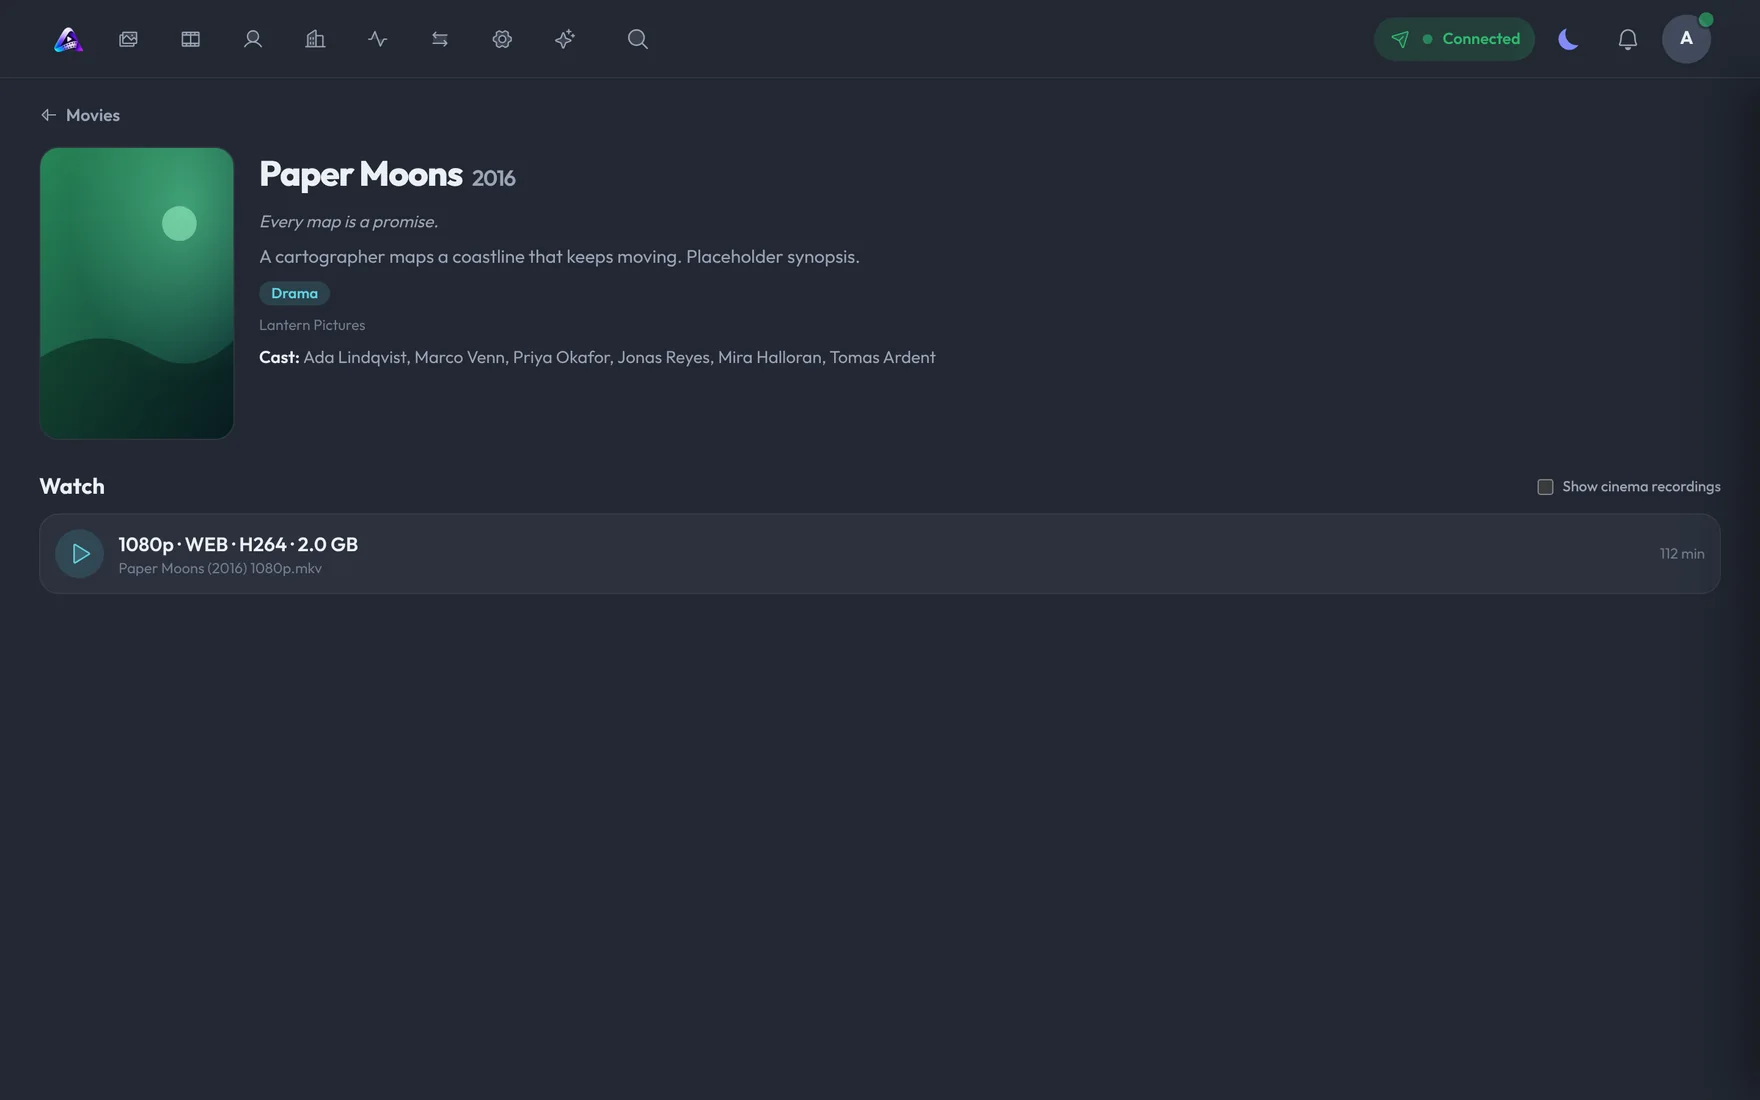 Connected
A
Movies
Paper Moons 2016
Every map is a promise.
A cartographer maps a coastline that keeps moving. Placeholder synopsis.
Drama
Lantern Pictures
Cast: Ada Lindqvist, Marco Venn, Priya Okafor, Jonas Reyes, Mira Halloran, Tomas Ardent
Watch
Show cinema recordings
1080p · WEB · H264 · 2.0 GB
Paper Moons (2016) 1080p.mkv
112 min